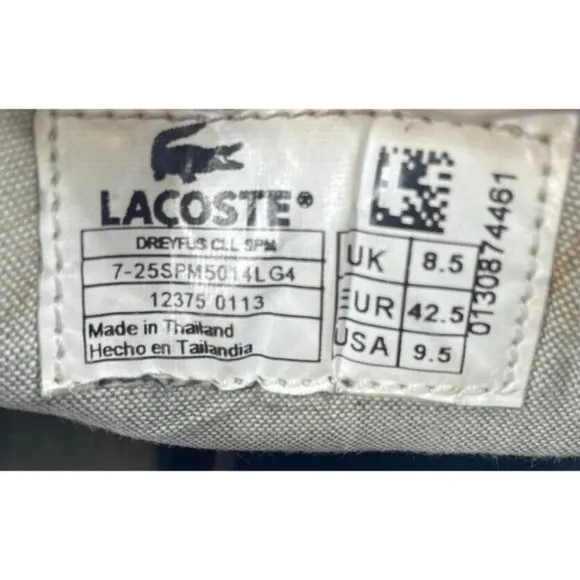 LACOSTE®
DREYFUS CLL SPM
7-25SPM5014LG4
12375 0113
Made in Thailand
Hecho en Tailandia
UK 8.5
EUR 42.5
USA 9.5
0130874461